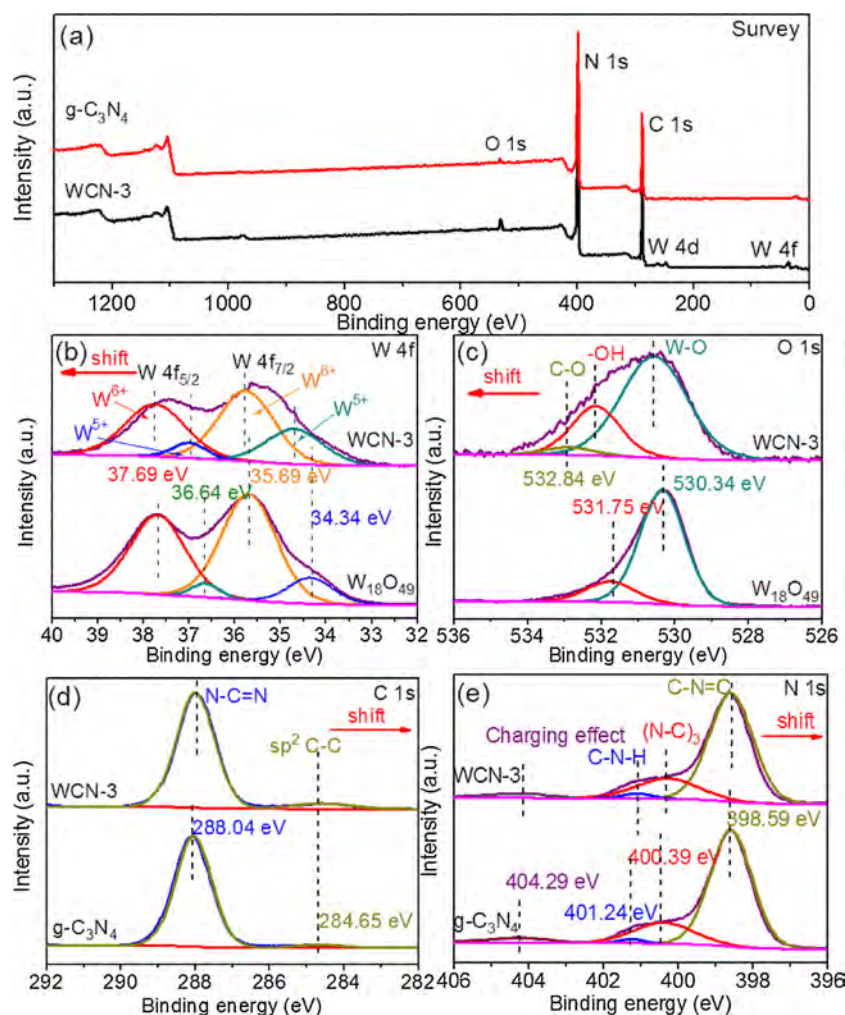 (a)
Survey
N 1s
g-C₃N₄
C 1s
O 1s
WCN-3
W 4d
W 4f
Intensity (a.u.)
1200 1000 800 600 400 200 0
Binding energy (eV)
(b)
W 4f
shift
W 4f5/2
W 4f7/2
W⁶⁺
W⁶⁺
W⁵⁺
W⁵⁺
WCN-3
37.69 eV
36.64 eV
35.69 eV
34.34 eV
W₁₈O₄₉
Intensity (a.u.)
40 39 38 37 36 35 34 33 32
Binding energy (eV)
(c)
O 1s
C-O
-OH
W-O
shift
WCN-3
532.84 eV
531.75 eV
530.34 eV
W₁₈O₄₉
Intensity (a.u.)
536 534 532 530 528 526
Binding energy (eV)
(d)
C 1s
N-C=N
shift
sp² C-C
WCN-3
288.04 eV
284.65 eV
g-C₃N₄
Intensity (a.u.)
292 290 288 286 284 282
Binding energy (eV)
(e)
N 1s
C-N=C
shift
Charging effect
(N-C)₃
C-N-H
WCN-3
398.59 eV
400.39 eV
404.29 eV
401.24 eV
g-C₃N₄
Intensity (a.u.)
406 404 402 400 398 396
Binding energy (eV)